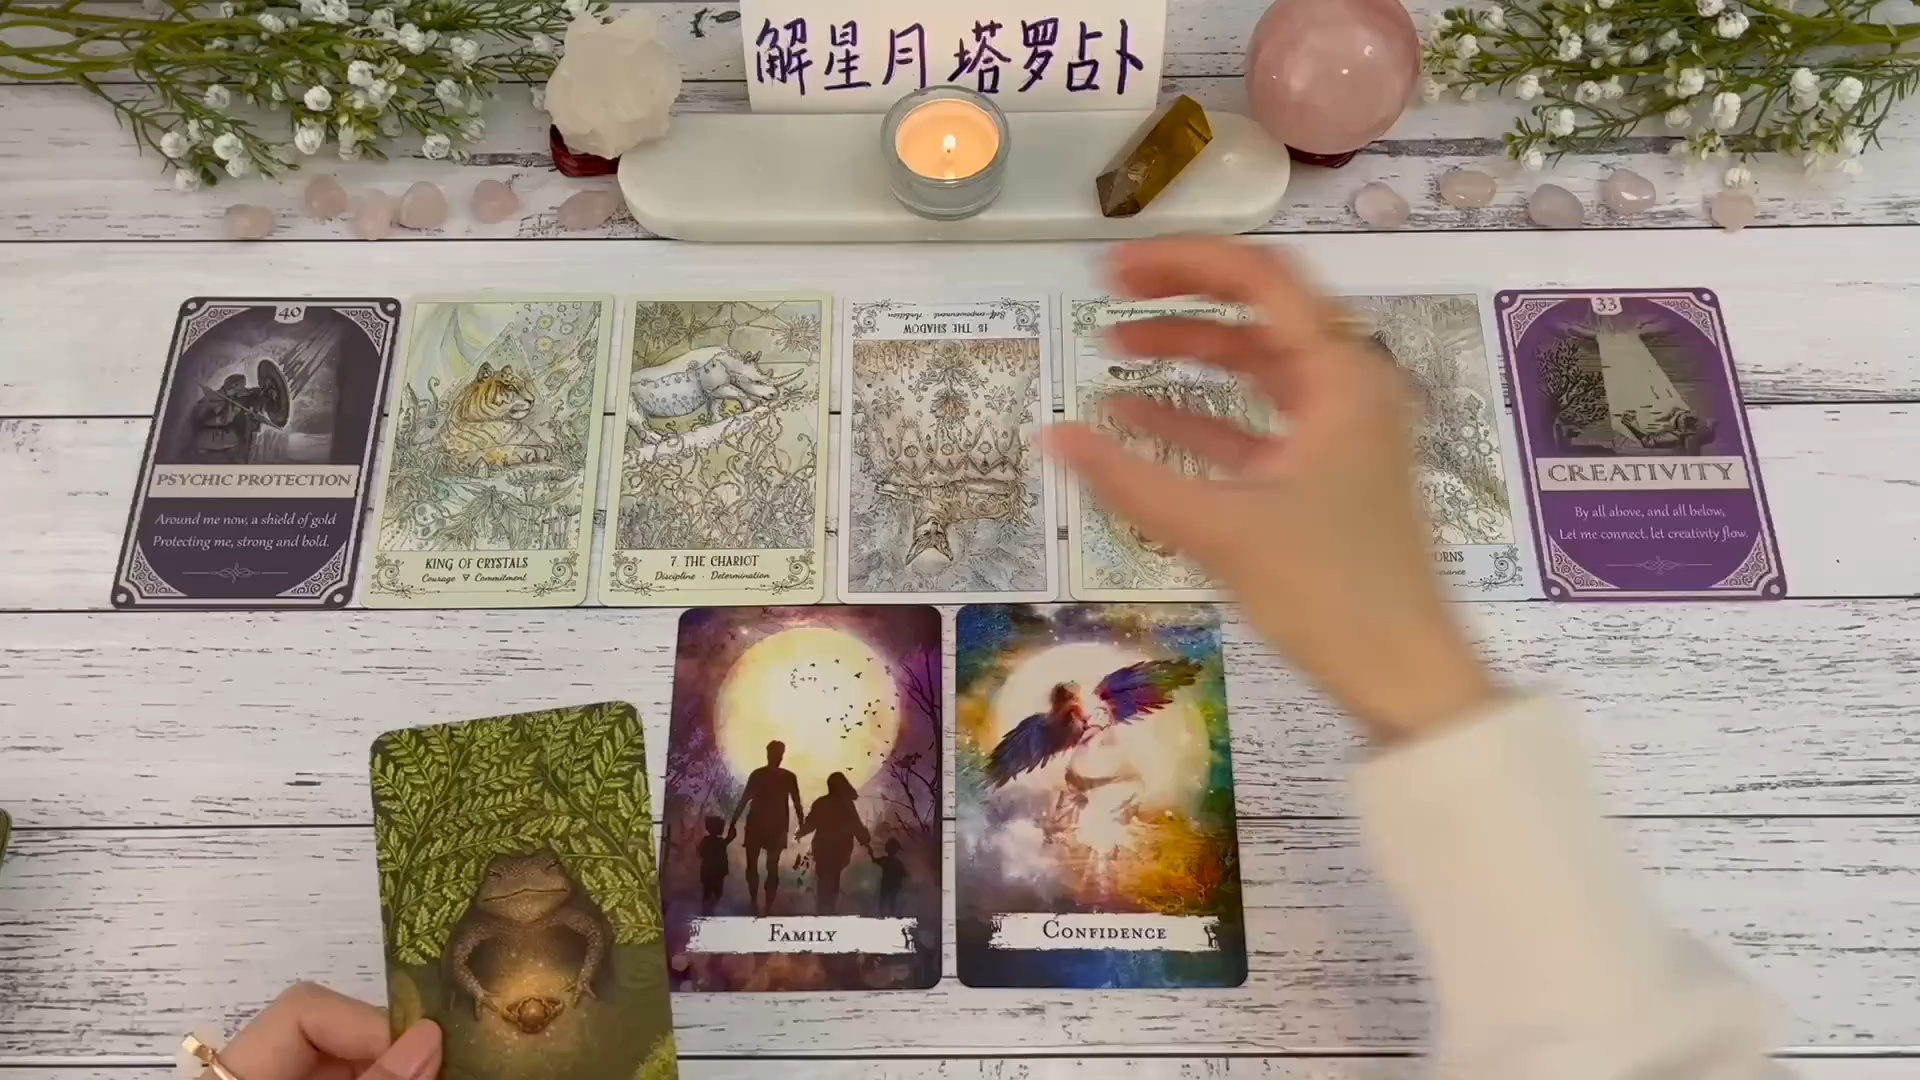 解星月塔罗占卜
40
PSYCHIC PROTECTION
Around me now, a shield of gold
Protecting me, strong and bold.
KING OF CRYSTALS
Courage ▽ Commitment
7. THE CHARIOT
Discipline · Determination
Self-empowerment · Ambition
15 THE SHADOW
33
CREATIVITY
By all above, and all below,
Let me connect, let creativity flow.
FAMILY
CONFIDENCE